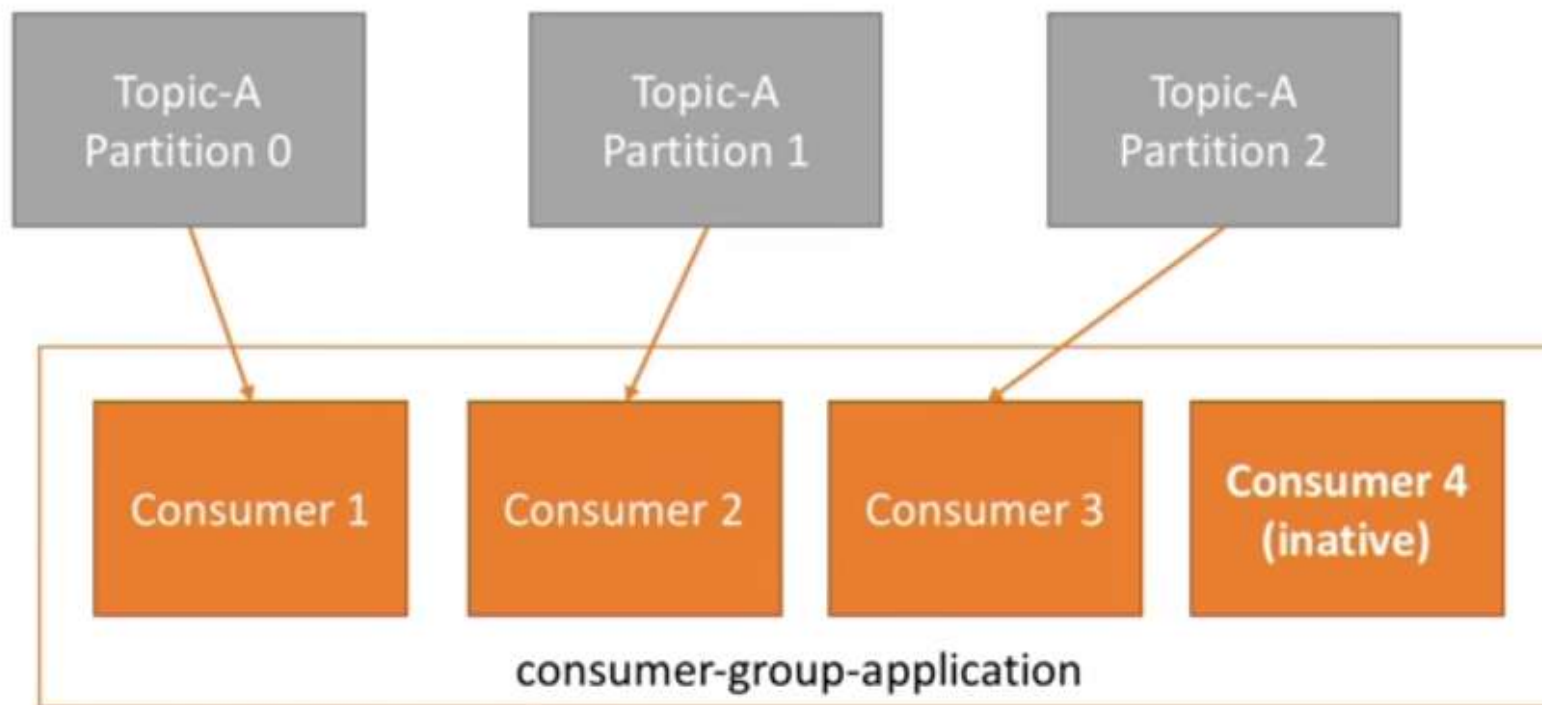 Topic-A
Partition 0
Topic-A
Partition 1
Topic-A
Partition 2
Consumer 1
Consumer 2
Consumer 3
Consumer 4
(inative)
consumer-group-application